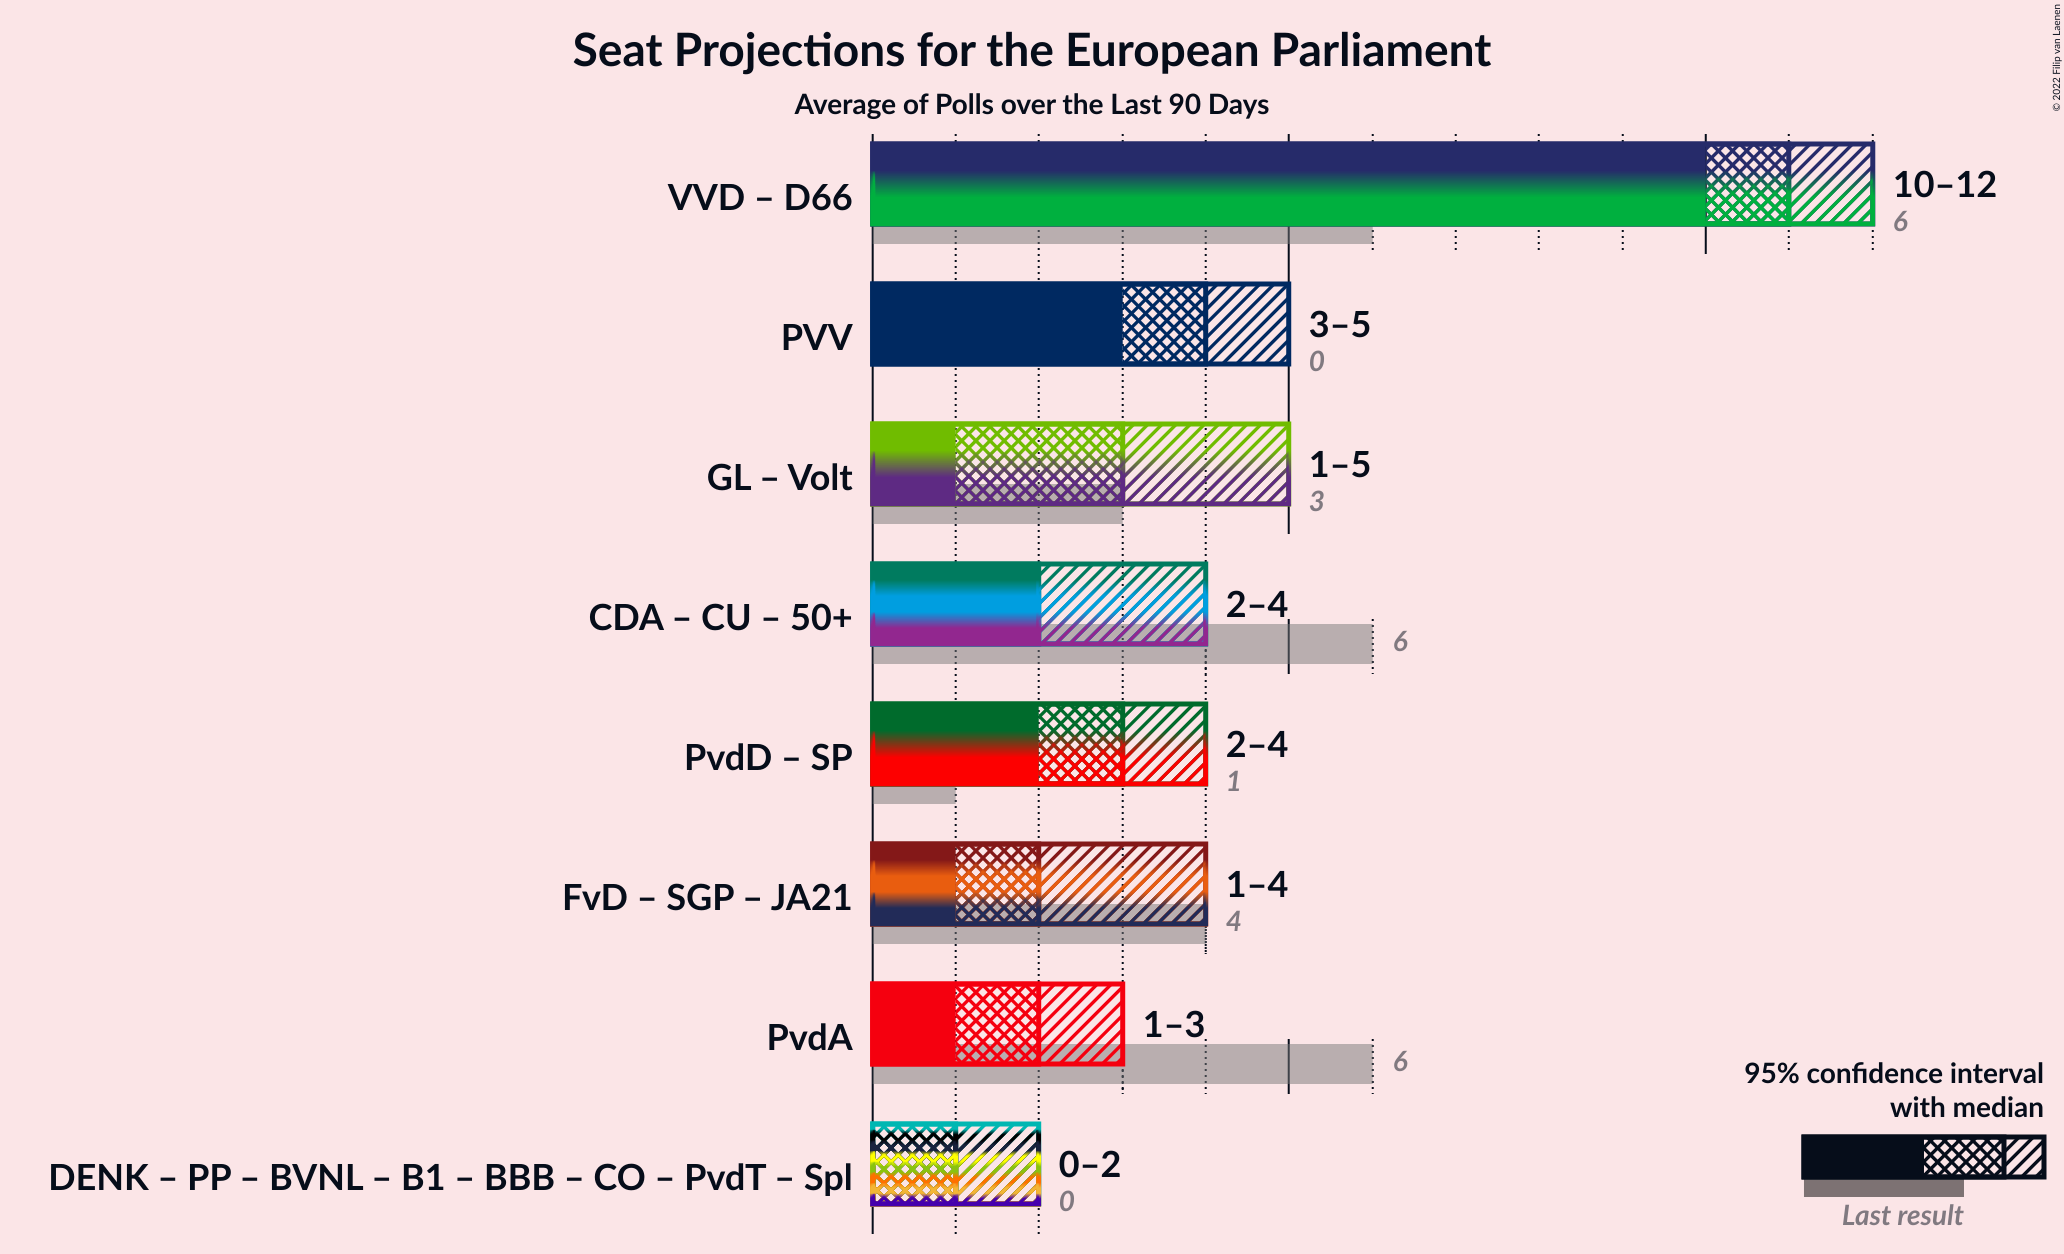 Seat Projections for the European Parliament
Average of Polls over the Last 90 Days
© 2022 Filip van Laenen
VVD – D66
10–12
6
PVV
3–5
0
GL – Volt
1–5
3
CDA – CU – 50+
2–4
6
PvdD – SP
2–4
1
FvD – SGP – JA21
1–4
4
PvdA
1–3
6
DENK – PP – BVNL – B1 – BBB – CO – PvdT – Spl
0–2
0
95% confidence interval
with median
Last result